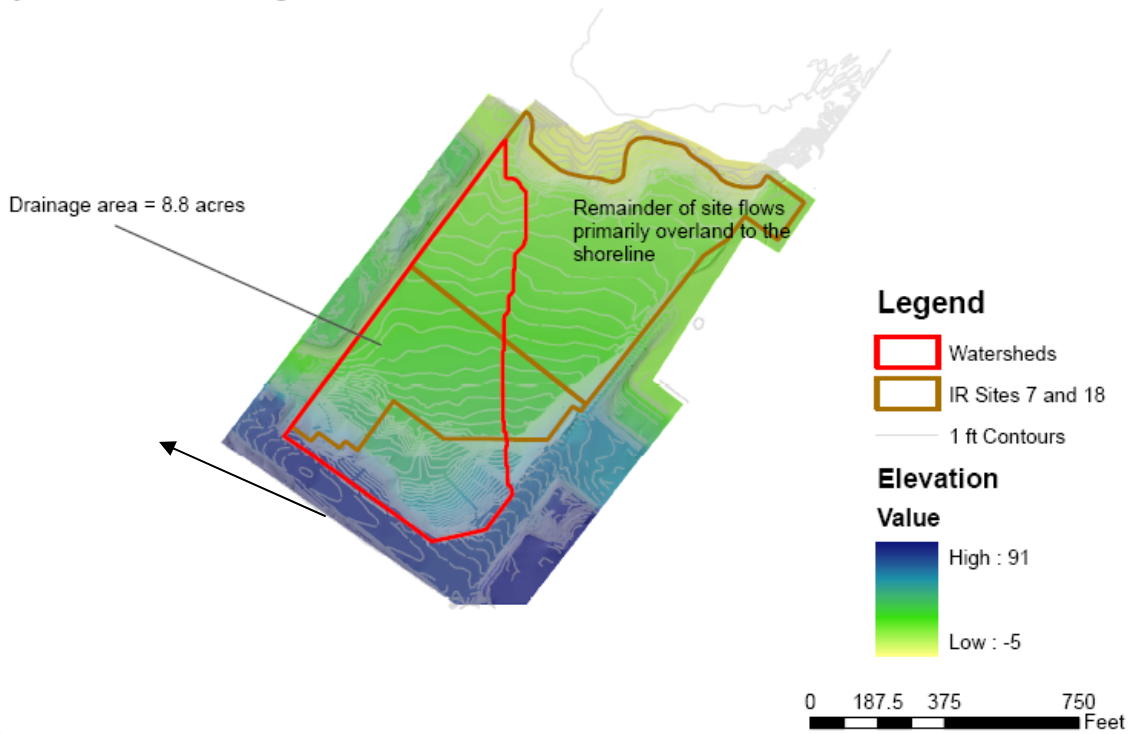 Drainage area = 8.8 acres
Remainder of site flows
primarily overland to the
shoreline
Legend
Watersheds
IR Sites 7 and 18
1 ft Contours
Elevation
Value
High : 91
Low : -5
0 187.5 375 750
Feet